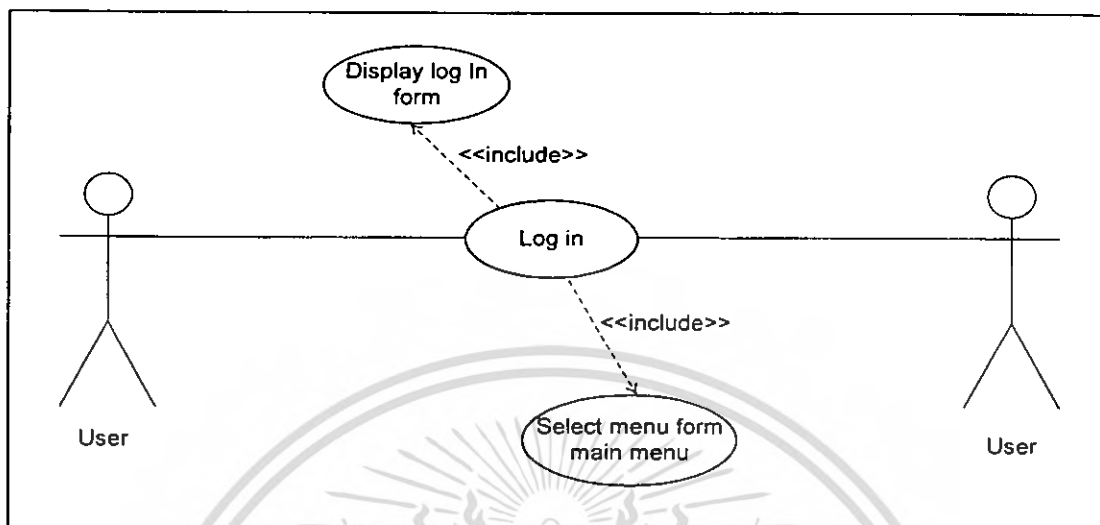 Display log In
form
<<include>>
Log in
<<include>>
Select menu form
main menu
User
User